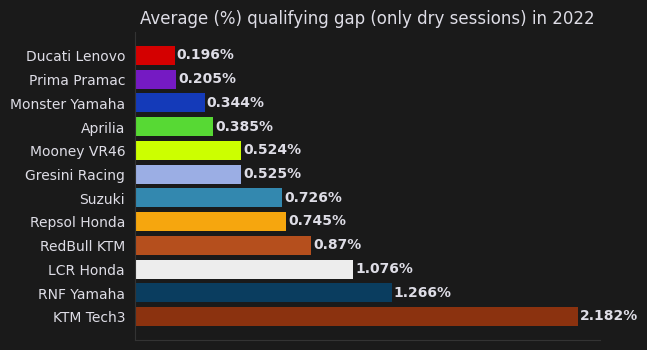 Average (%) qualifying gap (only dry sessions) in 2022
Ducati Lenovo 0.196%
Prima Pramac 0.205%
Monster Yamaha 0.344%
Aprilia 0.385%
Mooney VR46 0.524%
Gresini Racing 0.525%
Suzuki 0.726%
Repsol Honda 0.745%
RedBull KTM 0.87%
LCR Honda 1.076%
RNF Yamaha 1.266%
KTM Tech3 2.182%